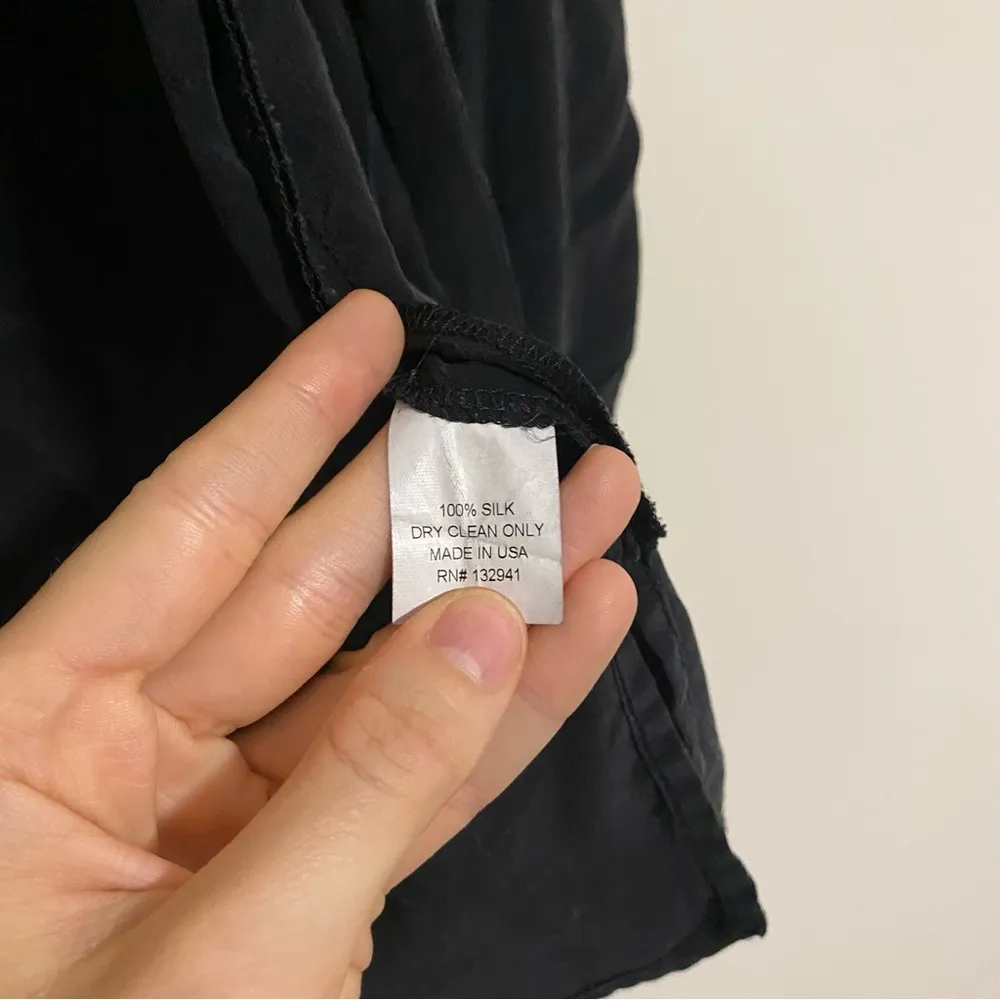 100% SILK
DRY CLEAN ONLY
MADE IN USA
RN# 132941